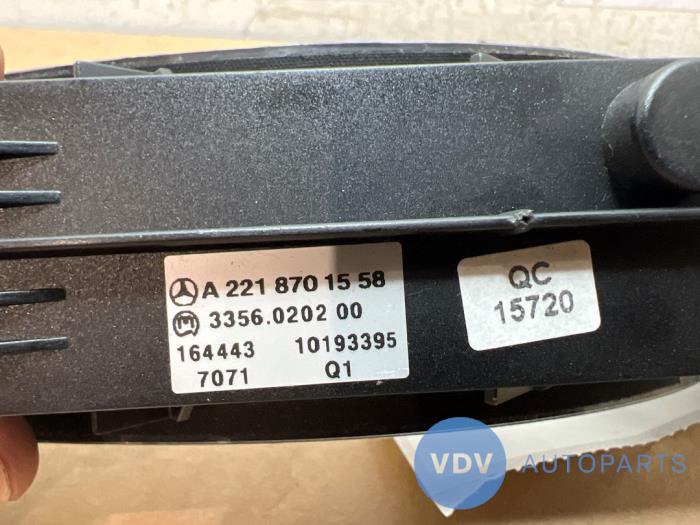 A 221 870 15 58
3356.0202 00
164443 10193395
7071 Q1
QC
15720
VDV AUTOPARTS